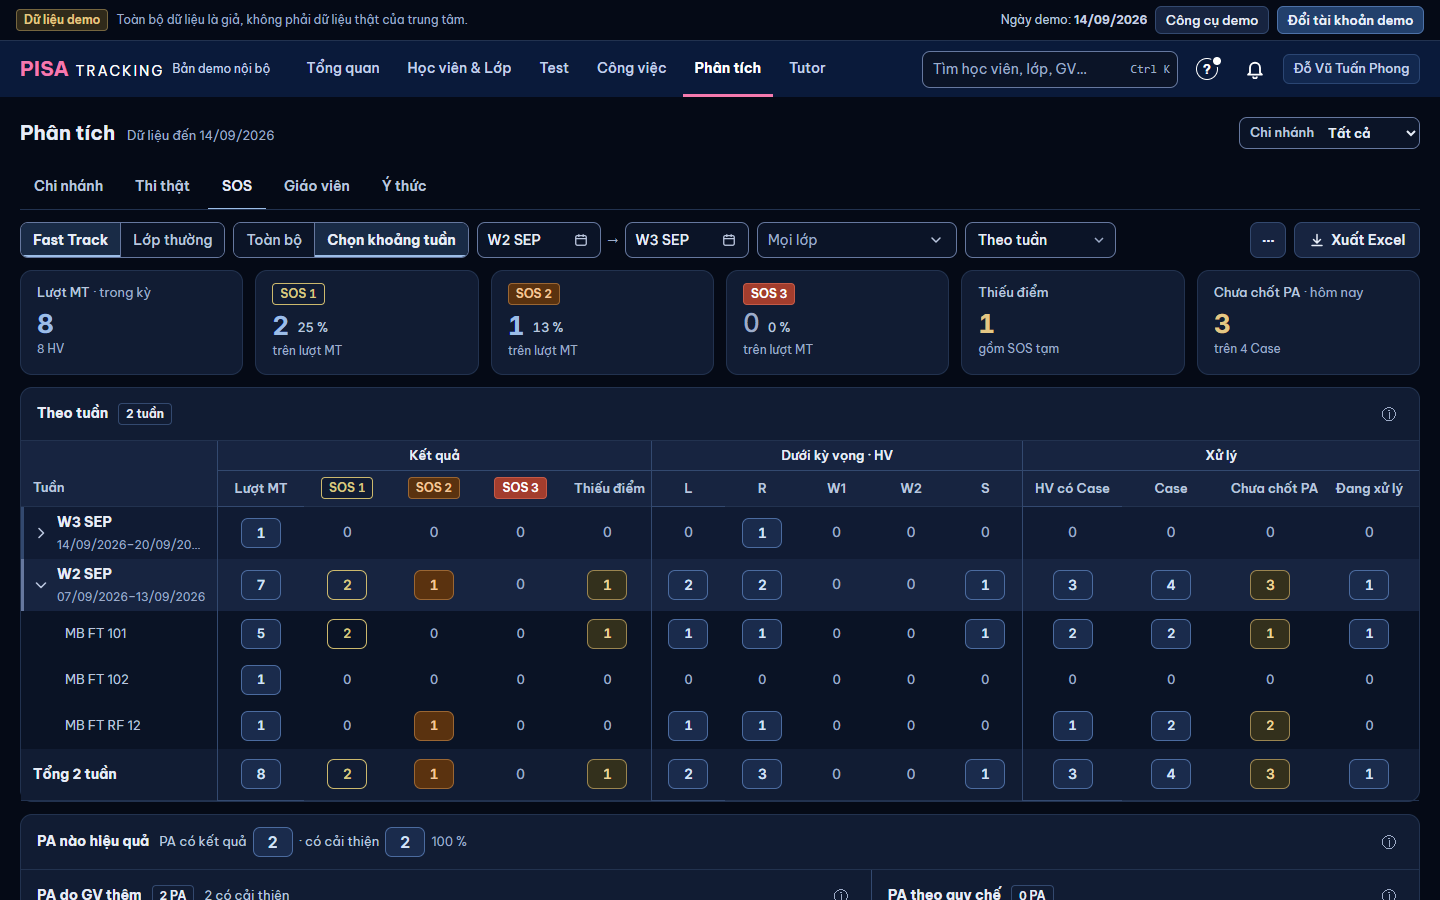 Dữ liệu demo Toàn bộ dữ liệu là giả, không phải dữ liệu thật của trung tâm. Ngày demo: 14/09/2026 Công cụ demo Đổi tài khoản demo
PISA TRACKING Bản demo nội bộ Tổng quan Học viên & Lớp Test Công việc Phân tích Tutor Tìm học viên, lớp, GV... Ctrl K ? Đỗ Vũ Tuấn Phong
Phân tích Dữ liệu đến 14/09/2026 Chi nhánh Tất cả
Chi nhánh Thi thật SOS Giáo viên Ý thức
Fast Track Lớp thường Toàn bộ Chọn khoảng tuần W2 SEP → W3 SEP Mọi lớp Theo tuần ... Xuất Excel
Lượt MT · trong kỳ SOS 1 SOS 2 SOS 3 Thiếu điểm Chưa chốt PA · hôm nay
8 2 25 % 1 13 % 0 0 % 1 3
8 HV trên lượt MT trên lượt MT trên lượt MT gồm SOS tạm trên 4 Case
Theo tuần 2 tuần
Kết quả Dưới kỳ vọng · HV Xử lý
Tuần Lượt MT SOS 1 SOS 2 SOS 3 Thiếu điểm L R W1 W2 S HV có Case Case Chưa chốt PA Đang xử lý
W3 SEP
14/09/2026–20/09/20... 1 0 0 0 0 0 1 0 0 0 0 0 0 0
W2 SEP
07/09/2026–13/09/2026 7 2 1 0 1 2 2 0 0 1 3 4 3 1
MB FT 101 5 2 0 0 1 1 1 0 0 1 2 2 1 1
MB FT 102 1 0 0 0 0 0 0 0 0 0 0 0 0 0
MB FT RF 12 1 0 1 0 0 1 1 0 0 0 1 2 2 0
Tổng 2 tuần 8 2 1 0 1 2 3 0 0 1 3 4 3 1
PA nào hiệu quả PA có kết quả 2 · có cải thiện 2 100 %
PA do GV thêm 2 PA 2 có cải thiện PA theo quy chế 0 PA